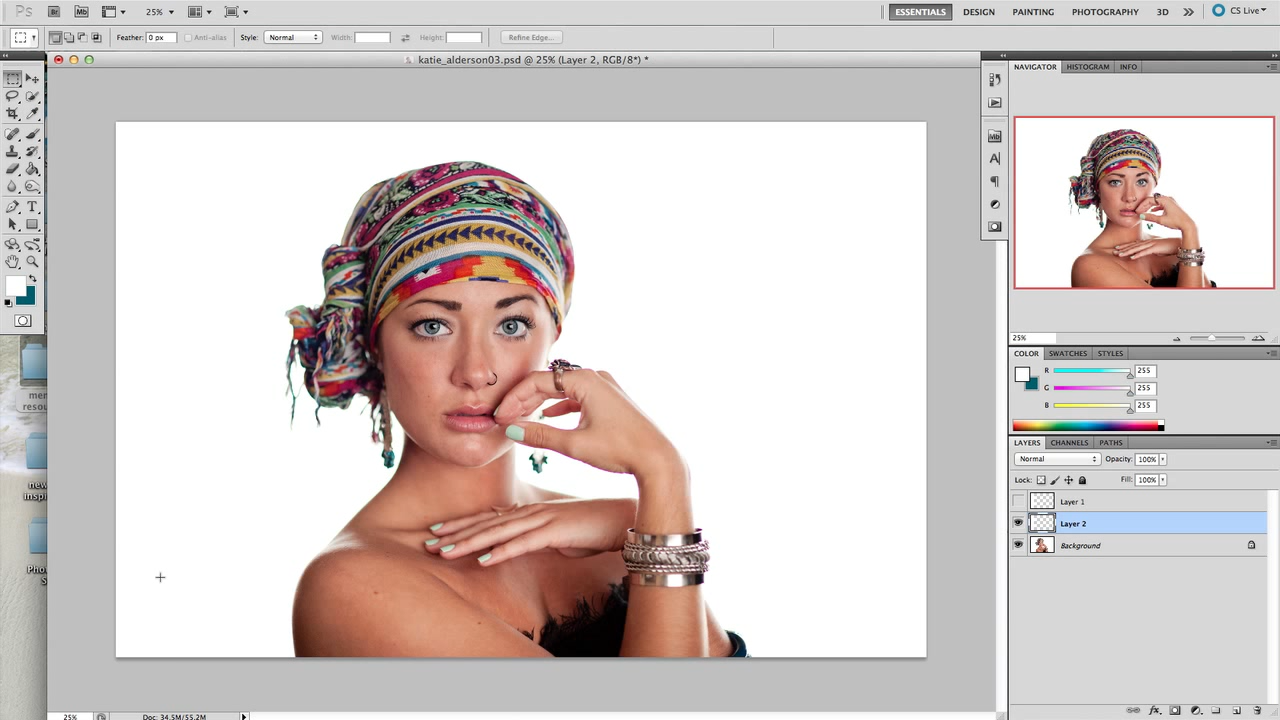 Ps Br Mb 25% ESSENTIALS DESIGN PAINTING PHOTOGRAPHY 3D CS Live
Feather: 0 px Anti-alias Style: Normal Width: Height: Refine Edge...
katie_alderson03.psd @ 25% (Layer 2, RGB/8*) *
NAVIGATOR HISTOGRAM INFO
25%
COLOR SWATCHES STYLES
R 255
G 255
B 255
LAYERS CHANNELS PATHS
Normal Opacity: 100%
Lock: Fill: 100%
Layer 1
Layer 2
Background
25% Doc: 34.5M/55.2M